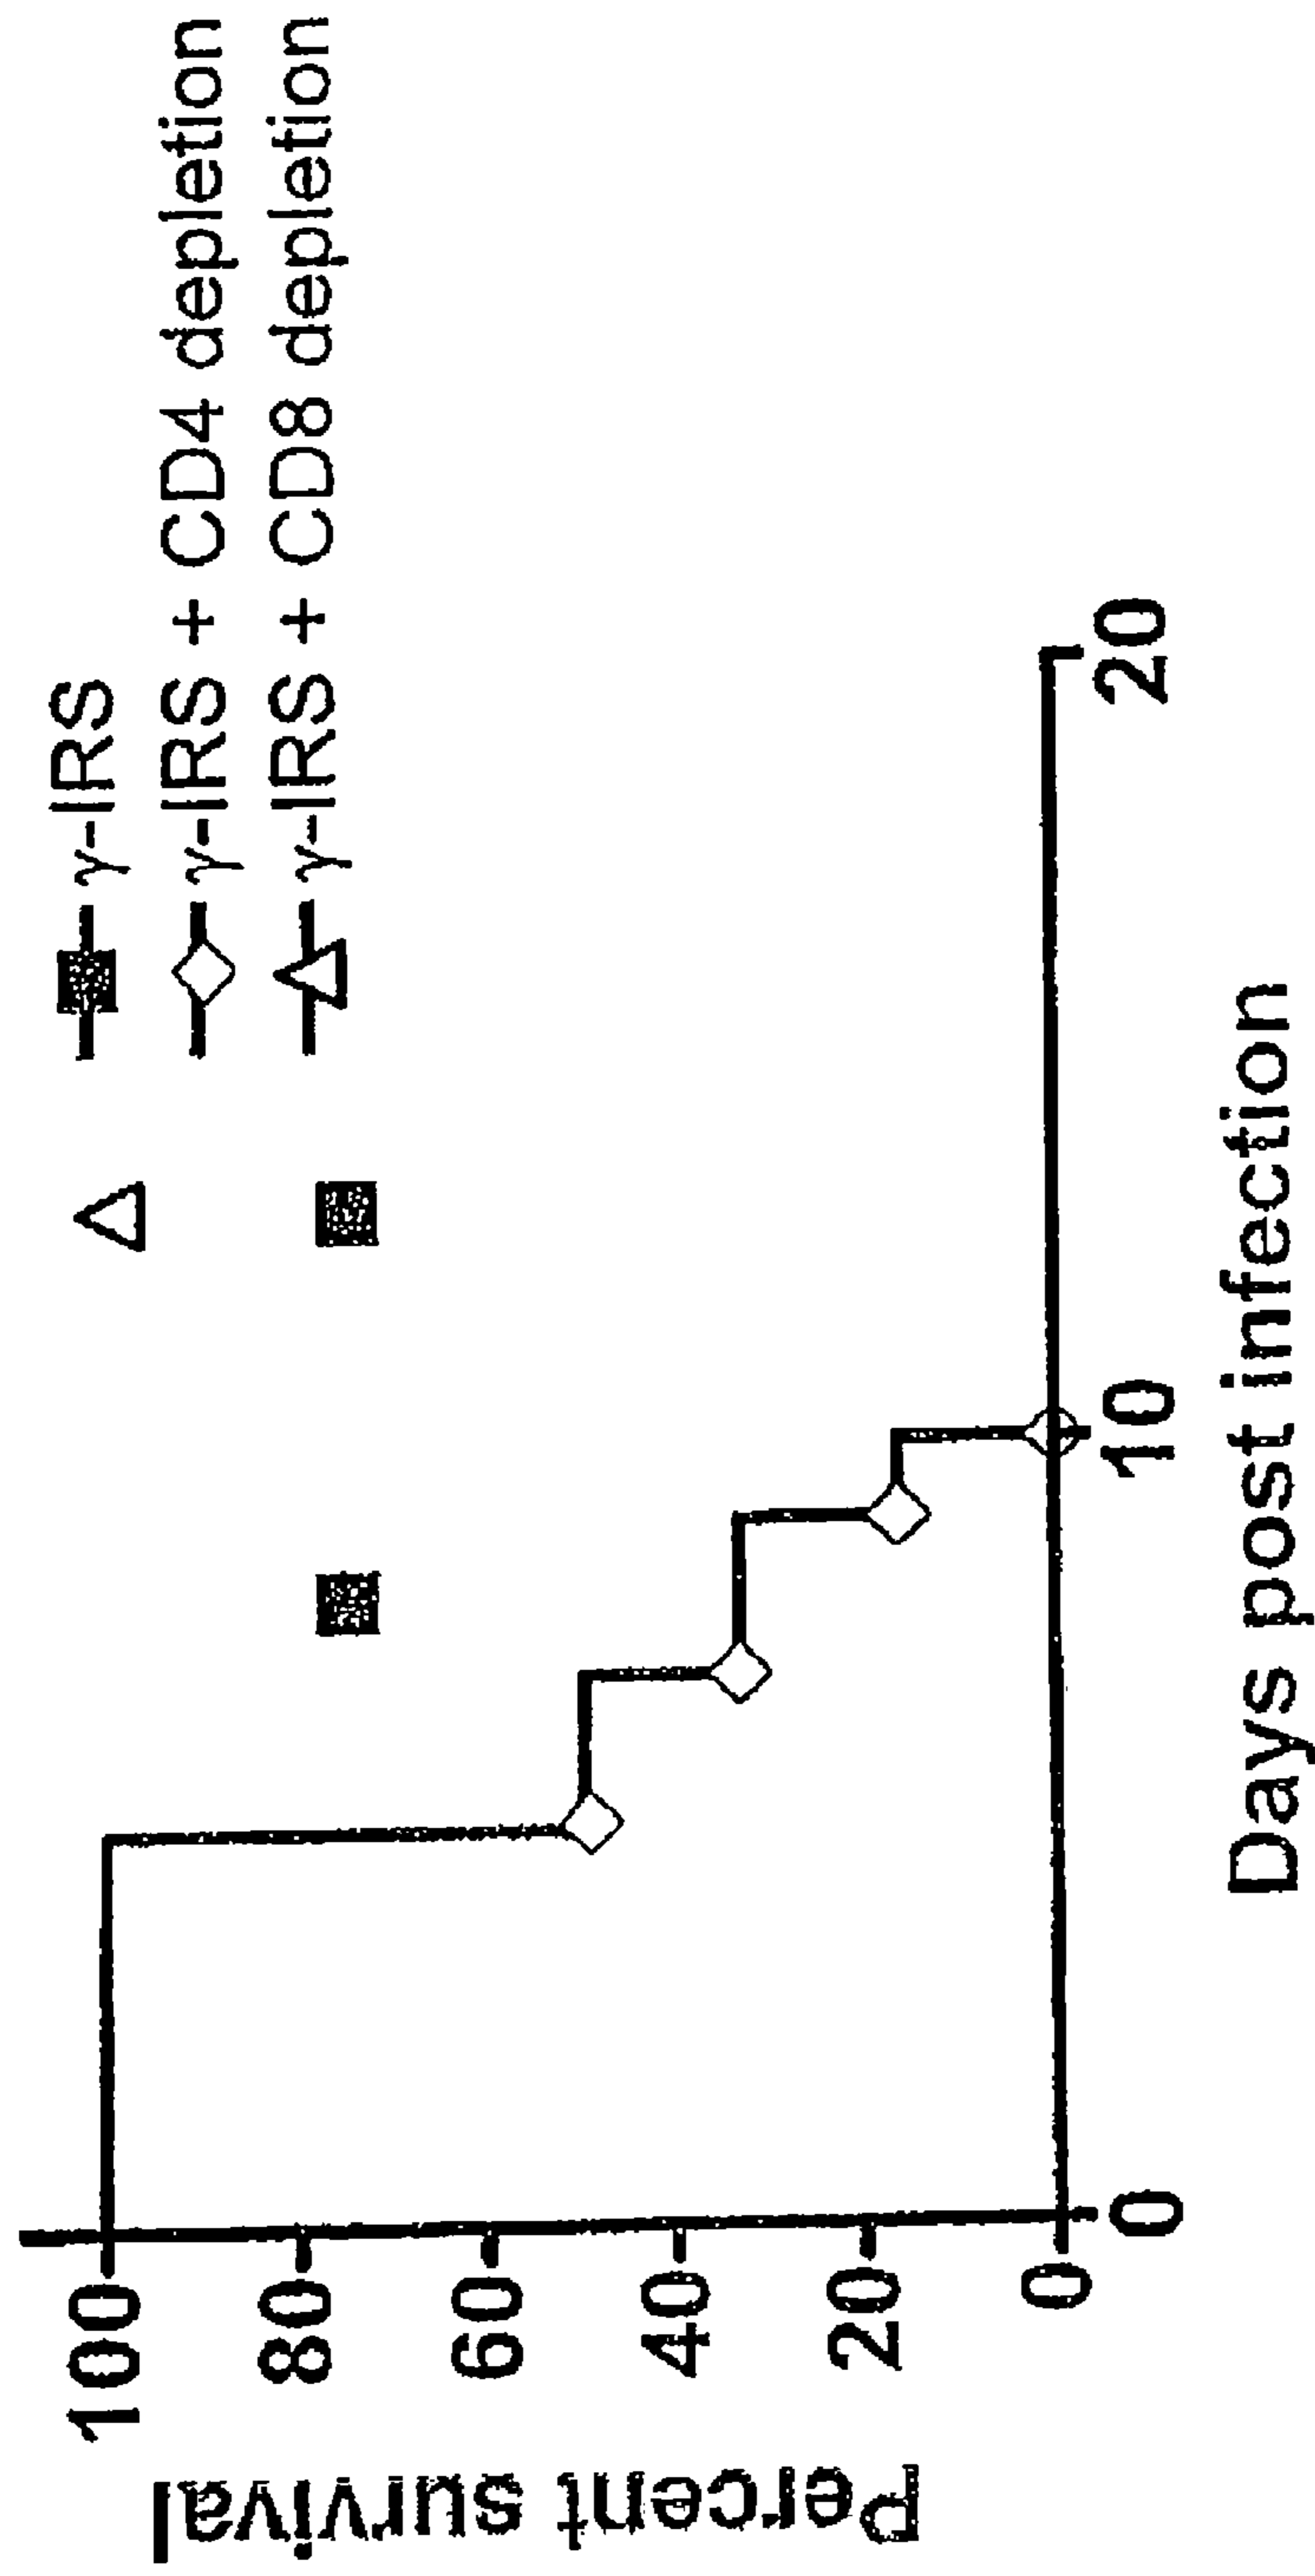 γ-IRS
γ-IRS + CD4 depletion
γ-IRS + CD8 depletion
Percent survival
100
80
60
40
20
0
0
10
20
Days post infection